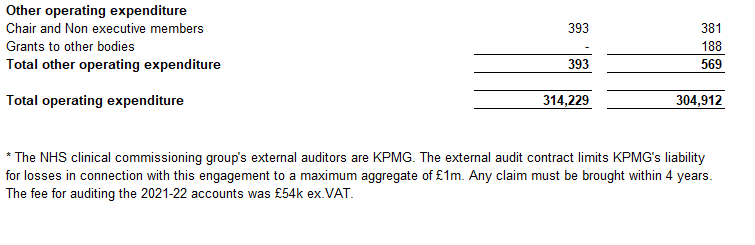 Other operating expenditure
Chair and Non executive members 393 381
Grants to other bodies - 188
Total other operating expenditure 393 569
Total operating expenditure 314,229 304,912
* The NHS clinical commissioning group's external auditors are KPMG. The external audit contract limits KPMG's liability
for losses in connection with this engagement to a maximum aggregate of £1m. Any claim must be brought within 4 years.
The fee for auditing the 2021-22 accounts was £54k ex.VAT.